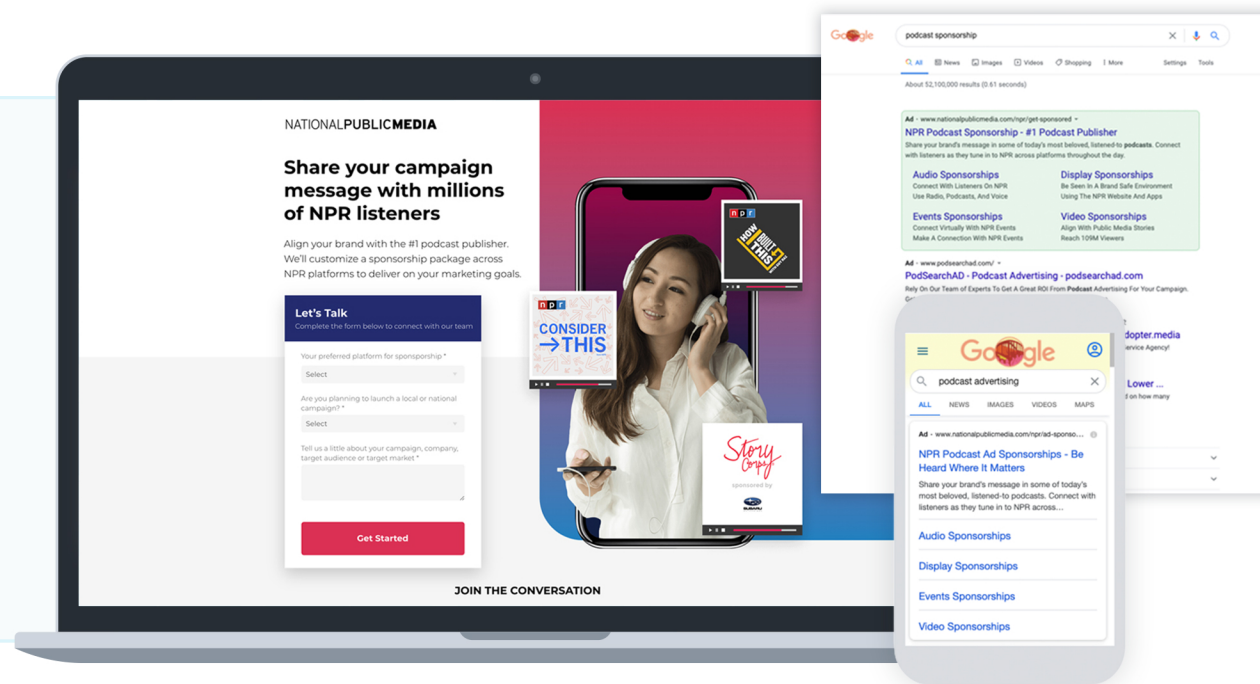 NATIONALPUBLICMEDIA
Share your campaign
message with millions
of NPR listeners
Align your brand with the #1 podcast publisher.
We'll customize a sponsorship package across
NPR platforms to deliver on your marketing goals.
Let's Talk
Complete the form below to connect with our team
Your preferred platform for sponsporship *
Select
Are you planning to launch a local or national
campaign? *
Select
Tell us a little about your campaign, company,
target audience or target market *
Get Started
JOIN THE CONVERSATION
npr
HOW
I BUILT
THIS
npr
CONSIDER
→THIS
Story
Corps
sponsored by
SUBARU
Google
podcast sponsorship
All News Images Videos Shopping More Settings Tools
About 52,100,000 results (0.61 seconds)
Ad · www.nationalpublicmedia.com/npr/get-sponsored
NPR Podcast Sponsorship - #1 Podcast Publisher
Share your brand's message in some of today's most beloved, listened-to podcasts. Connect
with listeners as they tune in to NPR across platforms throughout the day.
Audio Sponsorships
Connect With Listeners On NPR
Use Radio, Podcasts, And Voice
Display Sponsorships
Be Seen In A Brand Safe Environment
Using The NPR Website And Apps
Events Sponsorships
Connect Virtually With NPR Events
Make A Connection With NPR Events
Video Sponsorships
Align With Public Media Stories
Reach 109M Viewers
Ad · www.podsearchad.com/
PodSearchAD - Podcast Advertising - podsearchad.com
Rely On Our Team of Experts To Get A Great ROI From Podcast Advertising For Your Campaign.
dopter.media
ervice Agency!
Lower ...
d on how many
Google
podcast advertising
ALL NEWS IMAGES VIDEOS MAPS
Ad · www.nationalpublicmedia.com/npr/ad-sponso...
NPR Podcast Ad Sponsorships - Be
Heard Where It Matters
Share your brand's message in some of today's
most beloved, listened-to podcasts. Connect with
listeners as they tune in to NPR across...
Audio Sponsorships
Display Sponsorships
Events Sponsorships
Video Sponsorships